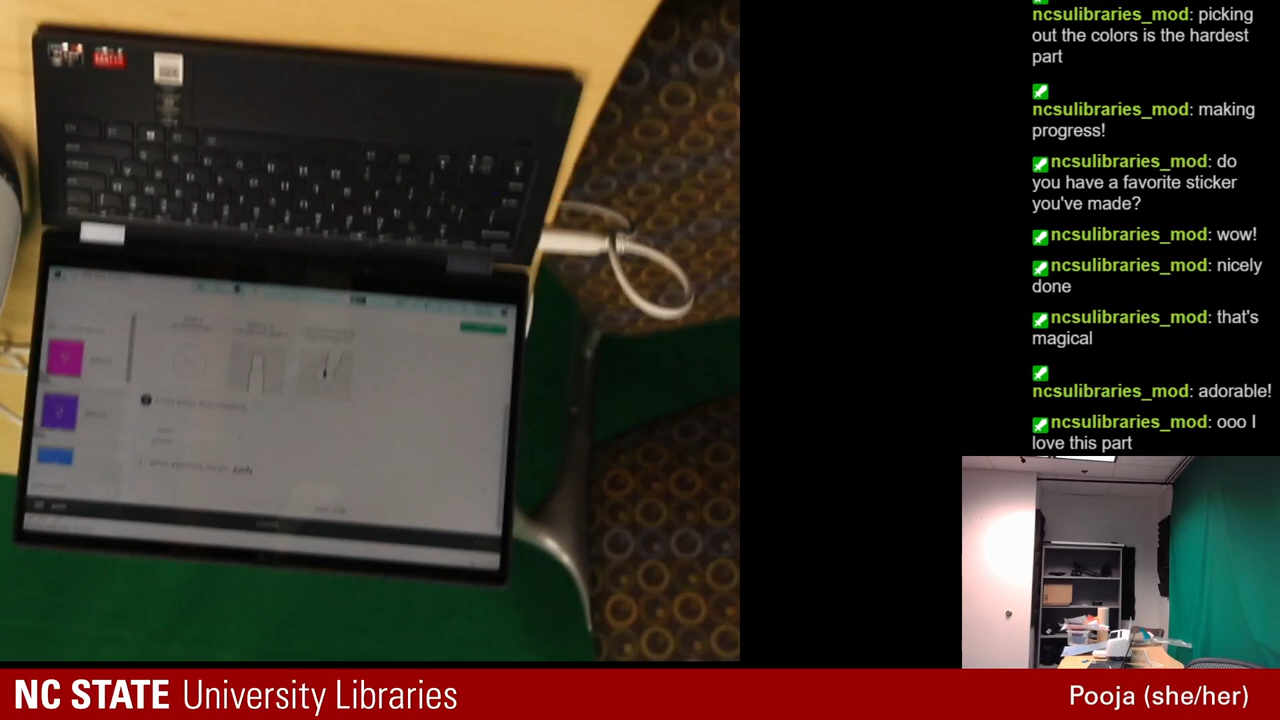 ncsulibraries_mod: picking
out the colors is the hardest
part
ncsulibraries_mod: making
progress!
ncsulibraries_mod: do
you have a favorite sticker
you've made?
ncsulibraries_mod: wow!
ncsulibraries_mod: nicely
done
ncsulibraries_mod: that's
magical
ncsulibraries_mod: adorable!
ncsulibraries_mod: ooo I
love this part
NC STATE University Libraries
Pooja (she/her)